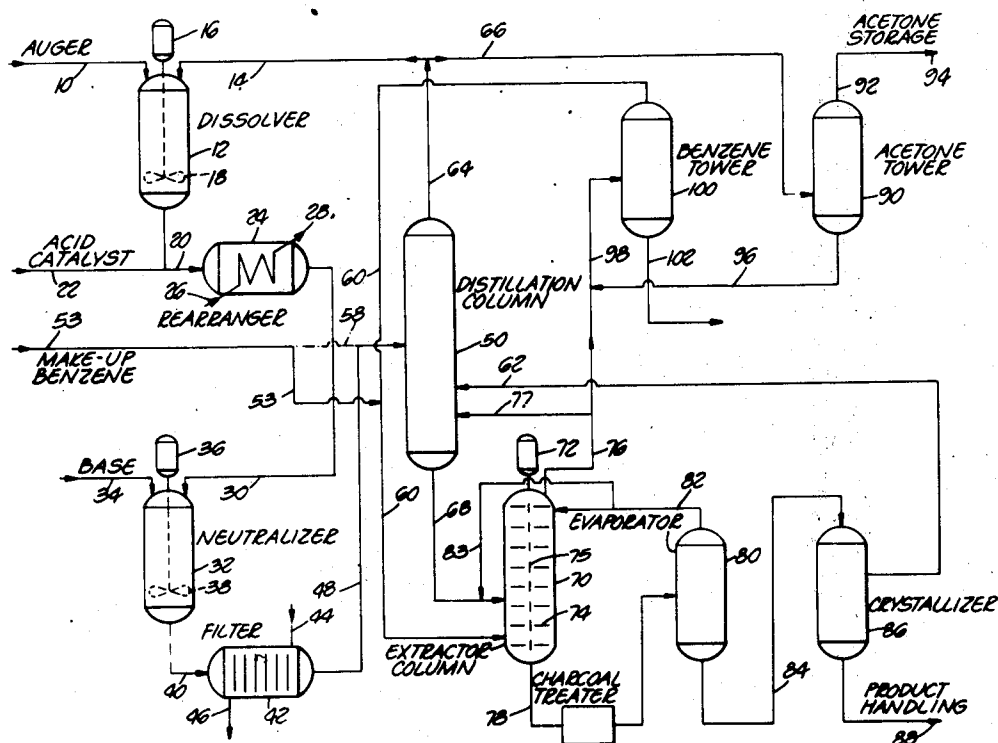 16
ACETONE
STORAGE
AUGER
66
10
14
92
94
DISSOLVER
12
18
BENZENE
TOWER
100
ACETONE
TOWER
90
64
ACID
CATALYST
20
24
28
22
26
REARRANGER
60
98
102
96
DISTILLATION
COLUMN
53
58
MAKE-UP
BENZENE
50
62
53
77
36
72
76
BASE
34
30
60
68
82
EVAPORATOR
NEUTRALIZER
83
75
80
32
38
48
70
74
FILTER
44
CRYSTALLIZER
86
EXTRACTOR
COLUMN
CHARCOAL
TREATER
84
40
46
42
78
PRODUCT
HANDLING
88